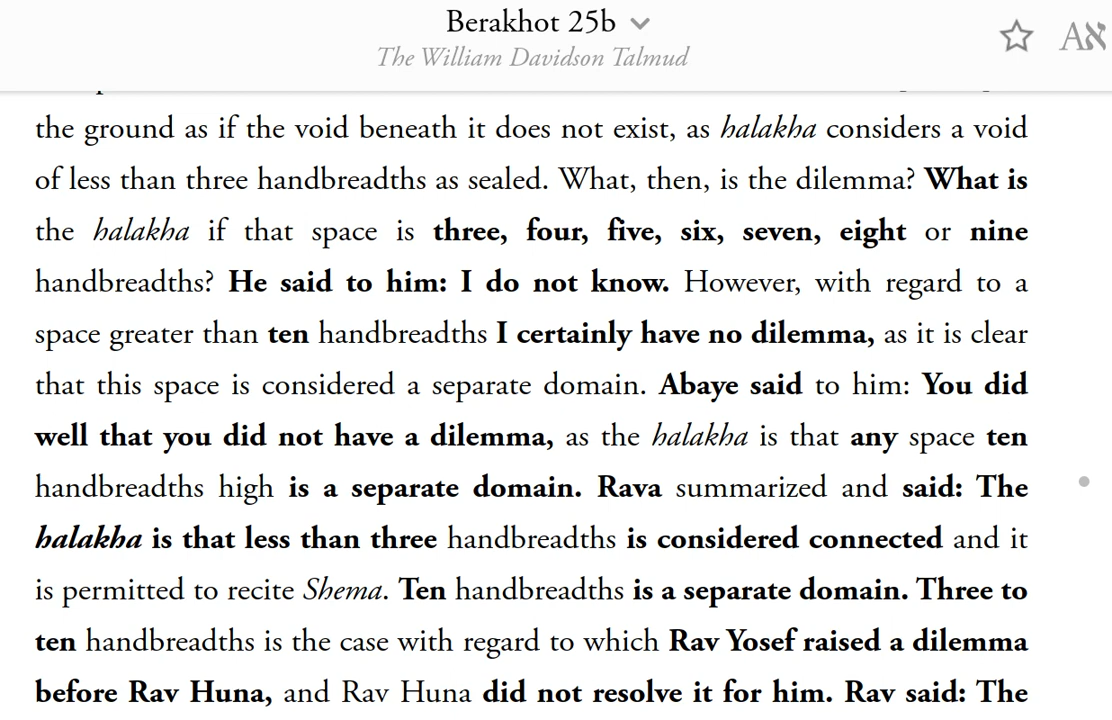 Berakhot 25b
The William Davidson Talmud
Aא
the ground as if the void beneath it does not exist, as halakha considers a void
of less than three handbreadths as sealed. What, then, is the dilemma? What is
the halakha if that space is three, four, five, six, seven, eight or nine
handbreadths? He said to him: I do not know. However, with regard to a
space greater than ten handbreadths I certainly have no dilemma, as it is clear
that this space is considered a separate domain. Abaye said to him: You did
well that you did not have a dilemma, as the halakha is that any space ten
handbreadths high is a separate domain. Rava summarized and said: The
halakha is that less than three handbreadths is considered connected and it
is permitted to recite Shema. Ten handbreadths is a separate domain. Three to
ten handbreadths is the case with regard to which Rav Yosef raised a dilemma
before Rav Huna, and Rav Huna did not resolve it for him. Rav said: The